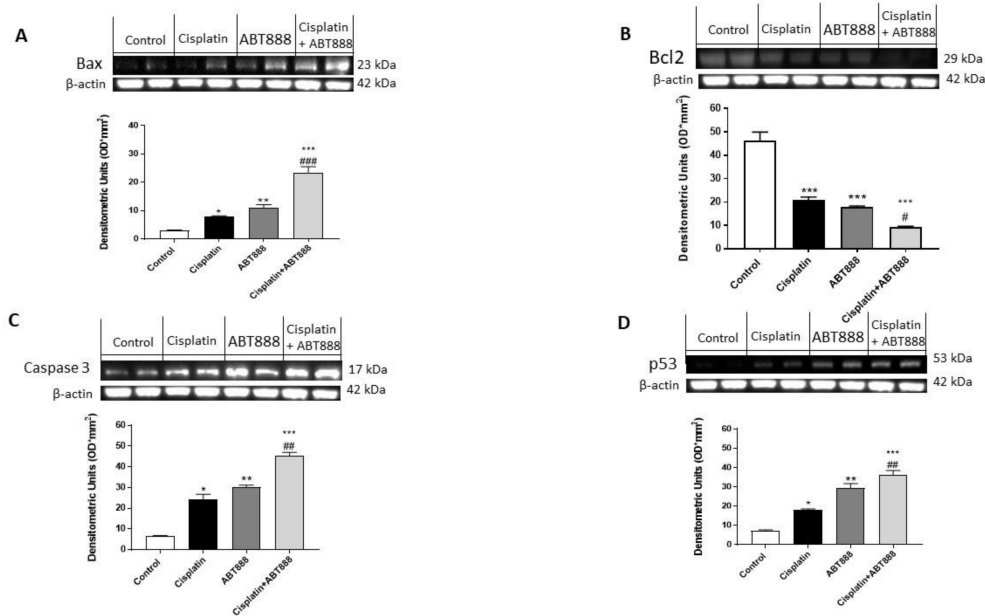 A
Control
Cisplatin
ABT888
Cisplatin
+ ABT888
Bax
23 kDa
β-actin
42 kDa
Densitometric Units (OD*mm²)
40
30
20
10
0
*
**
***
###
Control
Cisplatin
ABT888
Cisplatin+ABT888
B
Control
Cisplatin
ABT888
Cisplatin
+ ABT888
Bcl2
29 kDa
β-actin
42 kDa
Densitometric Units (OD*mm²)
60
50
40
30
20
10
0
***
***
***
#
Control
Cisplatin
ABT888
Cisplatin+ABT888
C
Control
Cisplatin
ABT888
Cisplatin
+ ABT888
Caspase 3
17 kDa
β-actin
42 kDa
Densitometric Units (OD*mm²)
60
50
40
30
20
10
0
*
**
***
##
Control
Cisplatin
ABT888
Cisplatin+ABT888
D
Control
Cisplatin
ABT888
Cisplatin
+ ABT888
p53
53 kDa
β-actin
42 kDa
Densitometric Units (OD*mm²)
60
50
40
30
20
10
0
*
**
***
##
Control
Cisplatin
ABT888
Cisplatin+ABT888